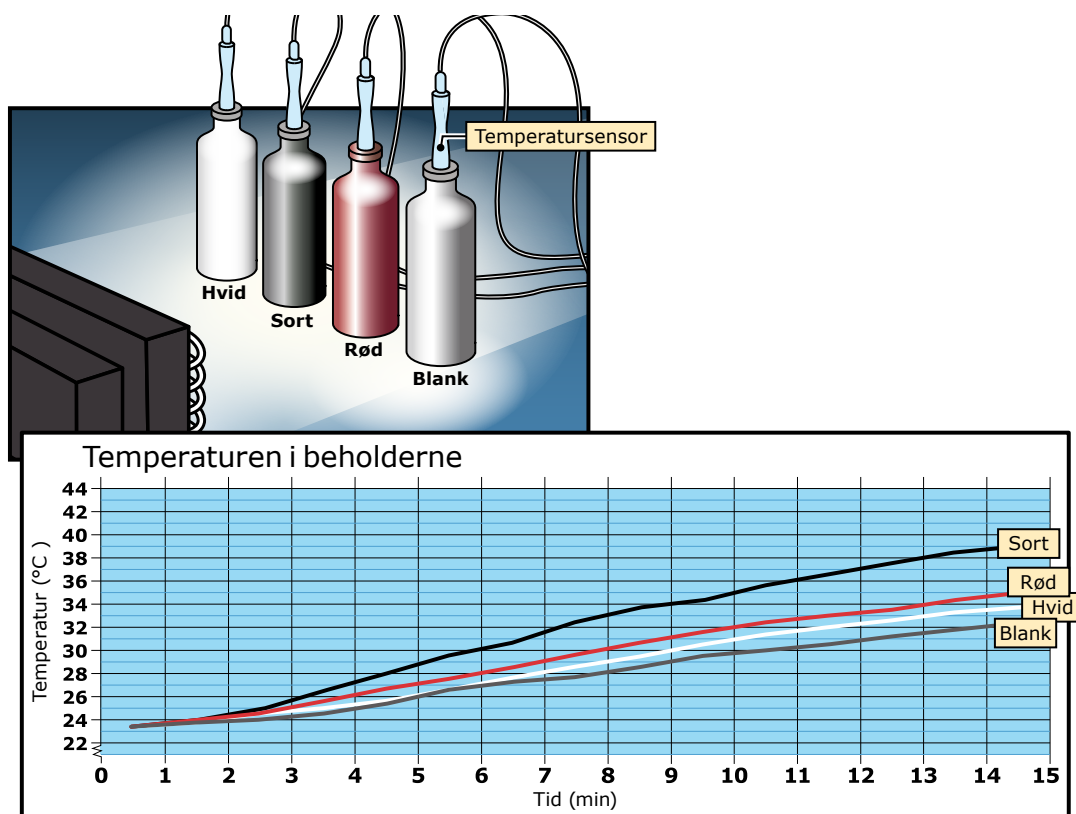 Temperatursensor
Hvid
Sort
Rød
Blank
Temperaturen i beholderne
Temperatur (°C)
44
42
40
38
36
34
32
30
28
26
24
22
Sort
Rød
Hvid
Blank
0 1 2 3 4 5 6 7 8 9 10 11 12 13 14 15
Tid (min)